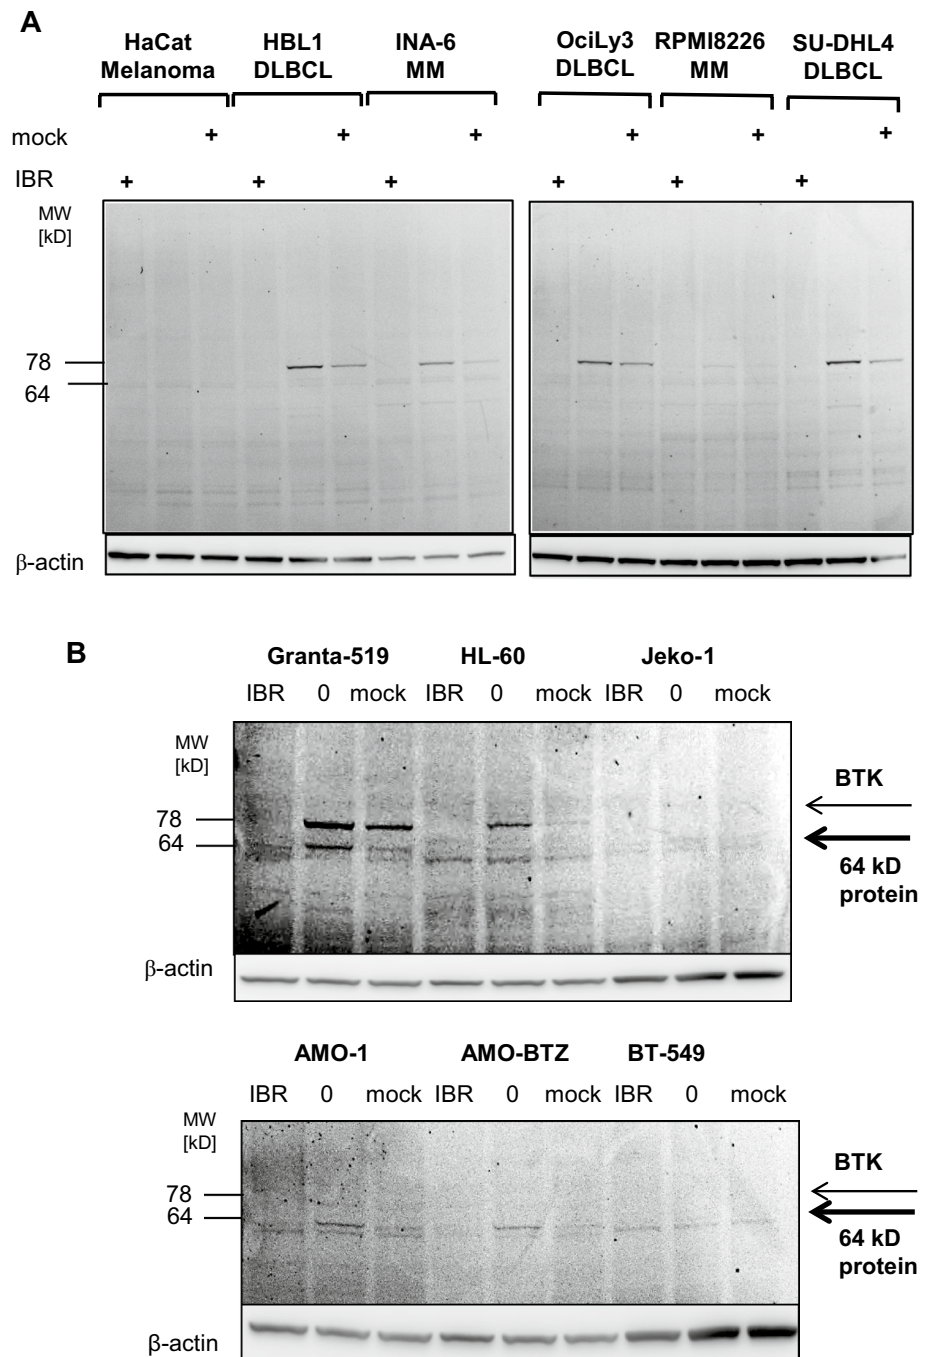 A
HaCat HBL1 INA-6 OciLy3 RPMI8226 SU-DHL4
Melanoma DLBCL MM DLBCL MM DLBCL
mock + + + + + +
IBR + + + + + +
MW
[kD]
78
64
β-actin
B
Granta-519 HL-60 Jeko-1
IBR 0 mock IBR 0 mock IBR 0 mock
MW
[kD]
BTK
78
64
64 kD
protein
β-actin
AMO-1 AMO-BTZ BT-549
IBR 0 mock IBR 0 mock IBR 0 mock
MW
[kD]
BTK
78
64
64 kD
protein
β-actin